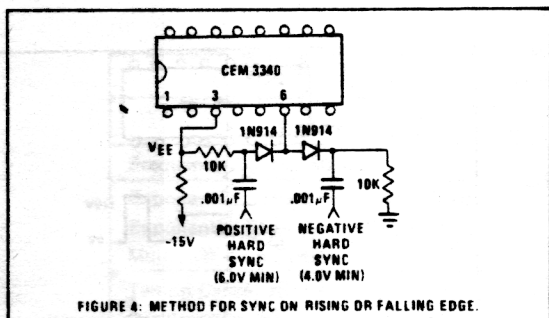 CEM 3340
1 3 6
1N914 1N914
VEE
10K
.001µF .001µF 10K
-15V
POSITIVE HARD SYNC (6.0V MIN)
NEGATIVE HARD SYNC (4.0V MIN)
FIGURE 4: METHOD FOR SYNC ON RISING OR FALLING EDGE.